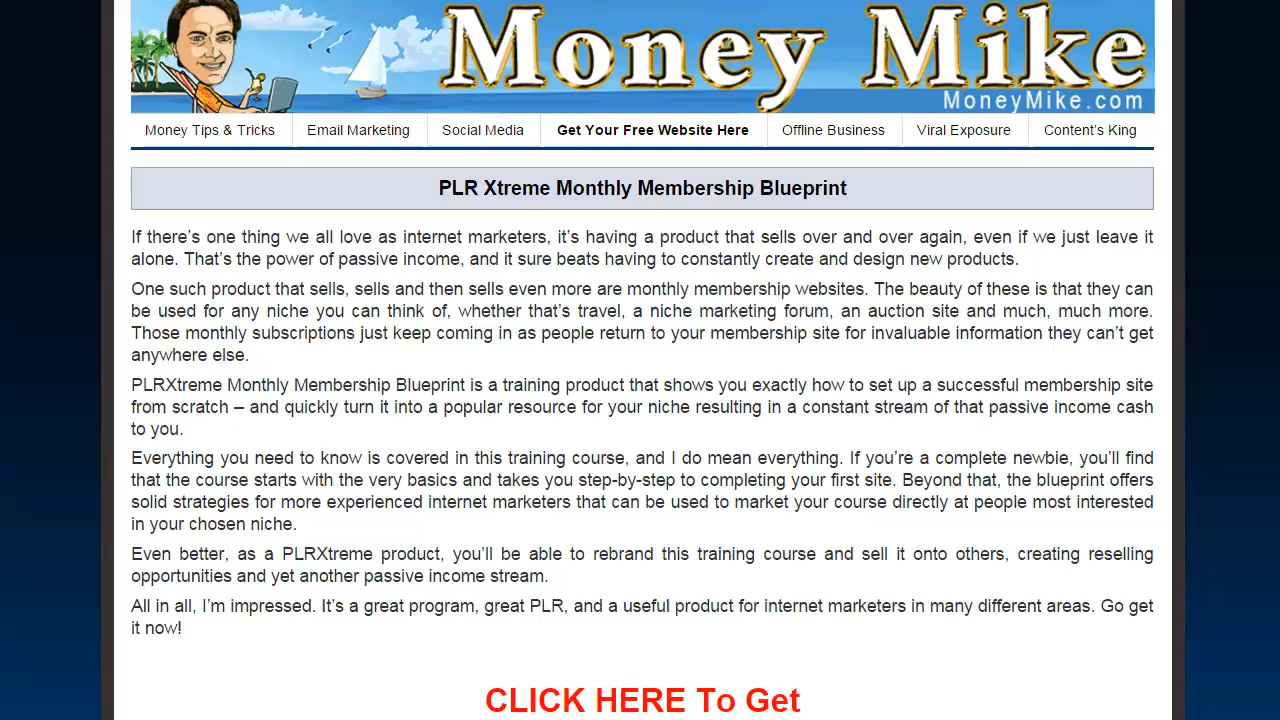 Money Mike
MoneyMike.com
Money Tips & Tricks Email Marketing Social Media Get Your Free Website Here Offline Business Viral Exposure Content's King
PLR Xtreme Monthly Membership Blueprint
If there's one thing we all love as internet marketers, it's having a product that sells over and over again, even if we just leave it
alone. That's the power of passive income, and it sure beats having to constantly create and design new products.
One such product that sells, sells and then sells even more are monthly membership websites. The beauty of these is that they can
be used for any niche you can think of, whether that's travel, a niche marketing forum, an auction site and much, much more.
Those monthly subscriptions just keep coming in as people return to your membership site for invaluable information they can't get
anywhere else.
PLRXtreme Monthly Membership Blueprint is a training product that shows you exactly how to set up a successful membership site
from scratch – and quickly turn it into a popular resource for your niche resulting in a constant stream of that passive income cash
to you.
Everything you need to know is covered in this training course, and I do mean everything. If you're a complete newbie, you'll find
that the course starts with the very basics and takes you step-by-step to completing your first site. Beyond that, the blueprint offers
solid strategies for more experienced internet marketers that can be used to market your course directly at people most interested
in your chosen niche.
Even better, as a PLRXtreme product, you'll be able to rebrand this training course and sell it onto others, creating reselling
opportunities and yet another passive income stream.
All in all, I'm impressed. It's a great program, great PLR, and a useful product for internet marketers in many different areas. Go get
it now!
CLICK HERE To Get